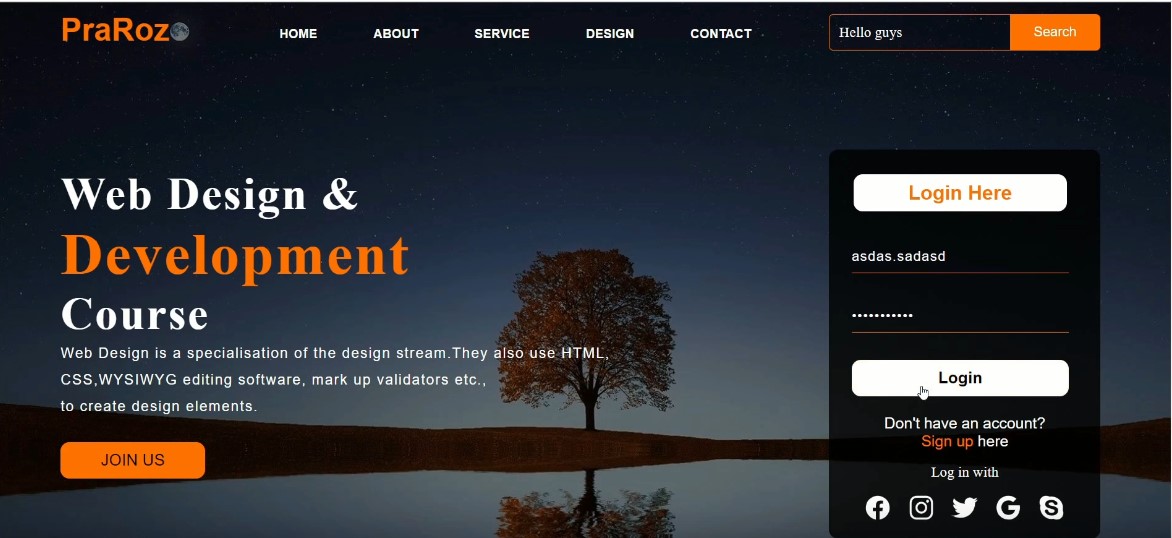 PraRoz
HOME ABOUT SERVICE DESIGN CONTACT
Hello guys Search
Web Design &
Development
Course
Web Design is a specialisation of the design stream.They also use HTML,
CSS,WYSIWYG editing software, mark up validators etc.,
to create design elements.
JOIN US
Login Here
asdas.sadasd
•••••••••••
Login
Don't have an account?
Sign up here
Log in with